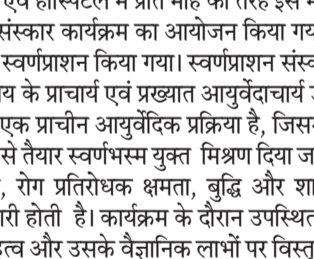 एवं हॉस्पिटल में प्रति माह की तरह इस
संस्कार कार्यक्रम का आयोजन किया गय
स्वर्णप्राशन किया गया। स्वर्णप्राशन संस्
य के प्राचार्य एवं प्रख्यात आयुर्वेदाचार्य
एक प्राचीन आयुर्वेदिक प्रक्रिया है, जिस
से तैयार स्वर्णभस्म युक्त मिश्रण दिया ज
, रोग प्रतिरोधक क्षमता, बुद्धि और शा
री होती है। कार्यक्रम के दौरान उपस्थित
हत्व और उसके वैज्ञानिक लाभों पर विस्त